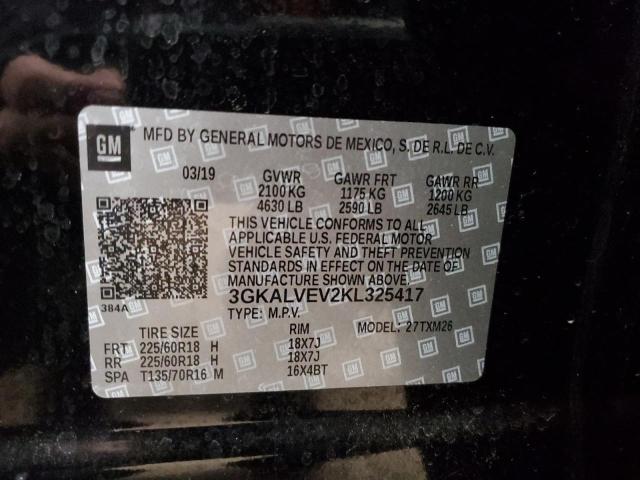 GM MFD BY GENERAL MOTORS DE MEXICO, S. DE R.L. DE C.V.
03/19 GVWR GAWR FRT GAWR RR
2100 KG 1175 KG 1200 KG
4630 LB 2590 LB 2645 LB
THIS VEHICLE CONFORMS TO ALL
APPLICABLE U.S. FEDERAL MOTOR
VEHICLE SAFETY AND THEFT PREVENTION
STANDARDS IN EFFECT ON THE DATE OF
MANUFACTURE SHOWN ABOVE.
384A 3GKALVEV2KL325417
TYPE: M.P.V. MODEL: 27TXM26
TIRE SIZE RIM
FRT 225/60R18 H 18X7J
RR 225/60R18 H 18X7J
SPA T135/70R16 M 16X4BT